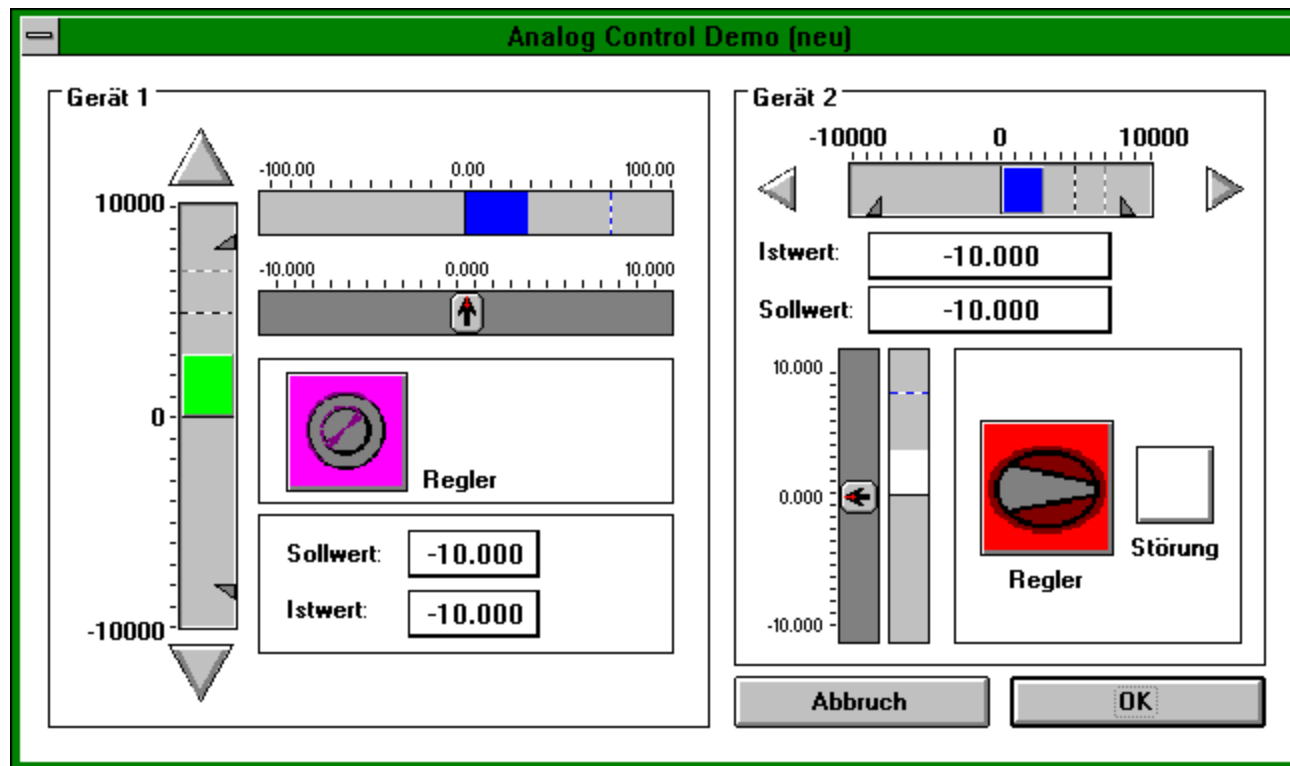 Analog Control Demo (neu)
Gerät 1
-100.00 0.00 100.00
10000
-10.000 0.000 10.000
0
Regler
Sollwert: -10.000
Istwert: -10.000
-10000
Gerät 2
-10000 0 10000
Istwert: -10.000
Sollwert: -10.000
10.000
0.000
-10.000
Störung
Regler
Abbruch OK